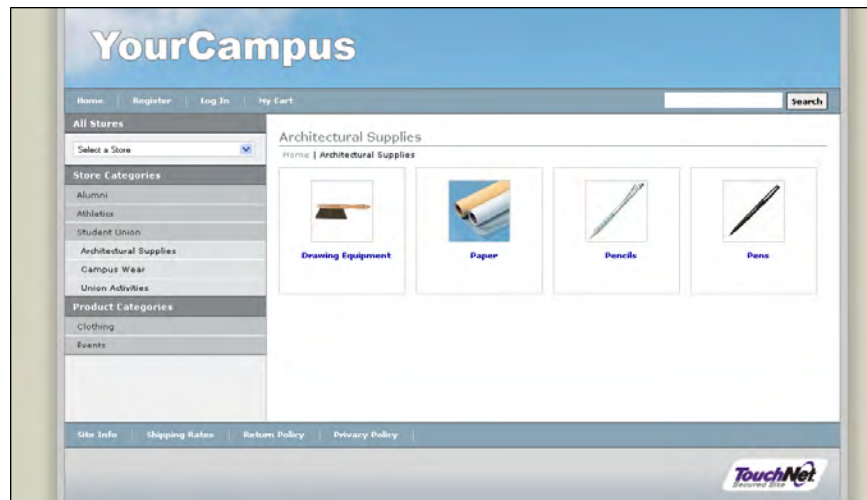 YourCampus
Home Register Log In My Cart Search
All Stores
Select a Store
Store Categories
Alumni
Athletics
Student Union
Architectural Supplies
Campus Wear
Union Activities
Product Categories
Clothing
Events
Architectural Supplies
Home | Architectural Supplies
Drawing Equipment Paper Pencils Pens
Site Info Shipping Rates Return Policy Privacy Policy
TouchNet
Secured Site